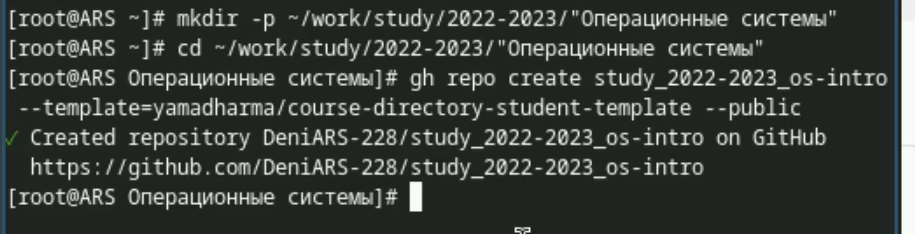 [root@ARS ~]# mkdir -p ~/work/study/2022-2023/"Операционные системы"
[root@ARS ~]# cd ~/work/study/2022-2023/"Операционные системы"
[root@ARS Операционные системы]# gh repo create study_2022-2023_os-intro
--template=yamadharma/course-directory-student-template --public
✓ Created repository DeniARS-228/study_2022-2023_os-intro on GitHub
https://github.com/DeniARS-228/study_2022-2023_os-intro
[root@ARS Операционные системы]#